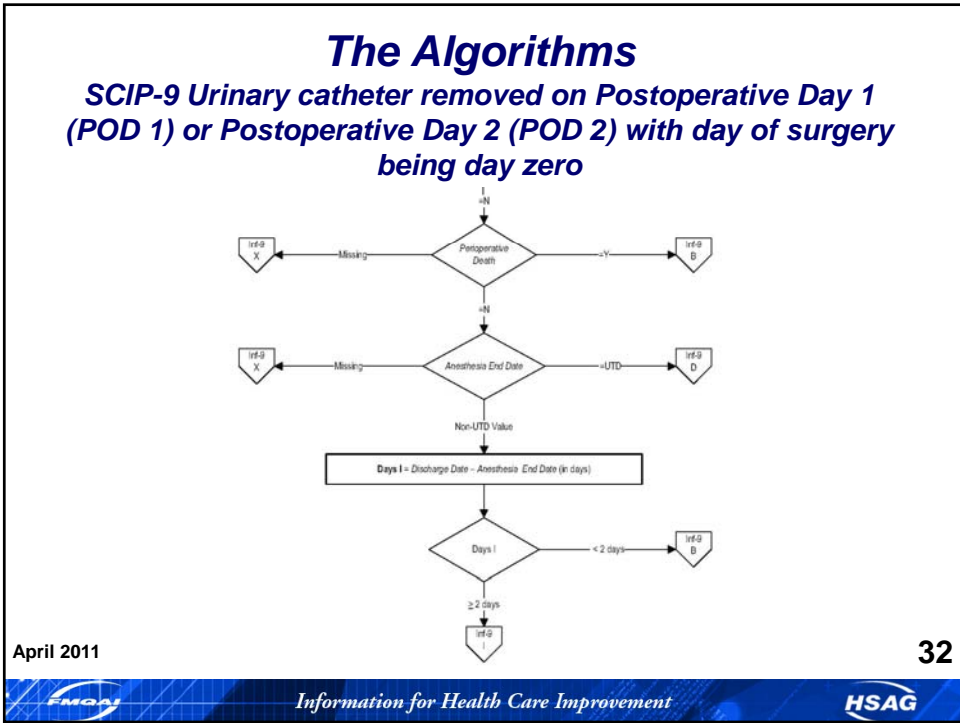 The Algorithms
SCIP-9 Urinary catheter removed on Postoperative Day 1
(POD 1) or Postoperative Day 2 (POD 2) with day of surgery
being day zero
=N
Inf-9
X
Missing
Perioperative
Death
=Y
Inf-9
B
=N
Inf-9
X
Missing
Anesthesia End Date
=UTD
Inf-9
D
Non-UTD Value
Days I = Discharge Date – Anesthesia End Date (in days)
Days I
< 2 days
Inf-9
B
≥ 2 days
Inf-9
I
April 2011
32
FMQAI
Information for Health Care Improvement
HSAG